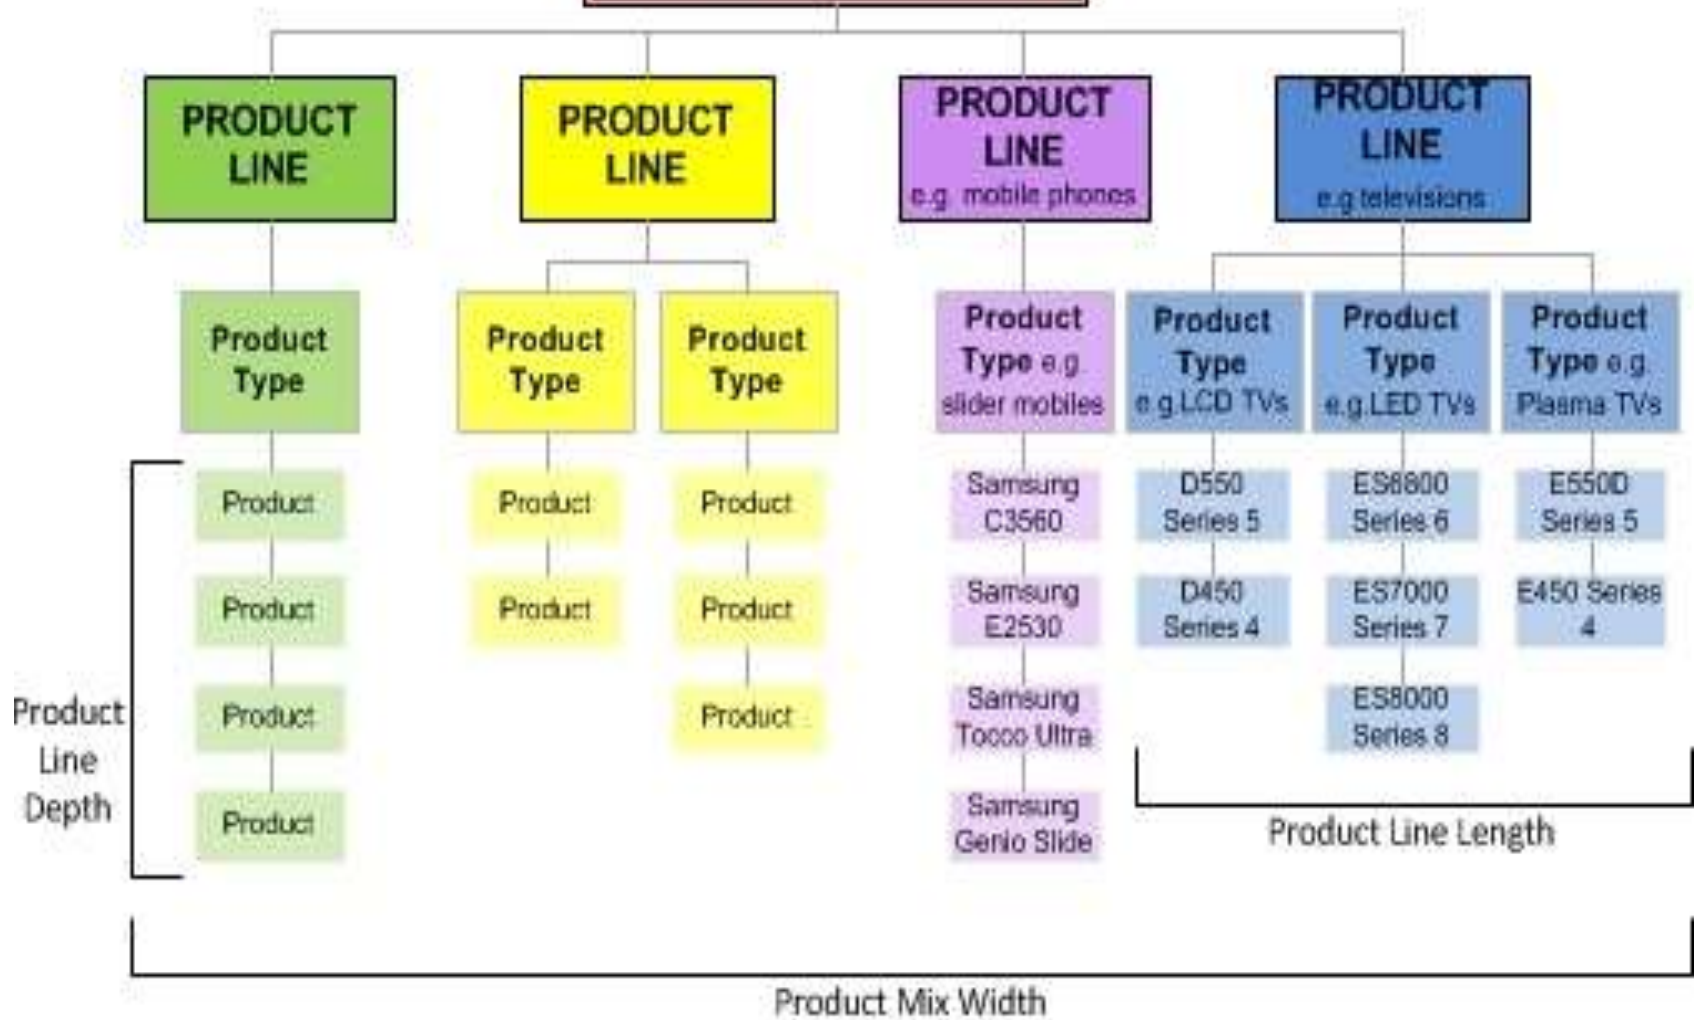 PRODUCT
LINE
PRODUCT
LINE
PRODUCT
LINE
e.g. mobile phones
PRODUCT
LINE
e.g televisions
Product
Type
Product
Type
Product
Type
Product
Type e.g.
slider mobiles
Product
Type
e.g.LCD TVs
Product
Type
e.g.LED TVs
Product
Type e.g.
Plasma TVs
Product
Product
Product
Samsung
C3560
D550
Series 5
ES6800
Series 6
E550D
Series 5
Product
Product
Product
Samsung
E2530
D450
Series 4
ES7000
Series 7
E450 Series
4
Product
Line
Depth
Product
Product
Samsung
Tocco Ultra
ES8000
Series 8
Product
Samsung
Genio Slide
Product Line Length
Product Mix Width